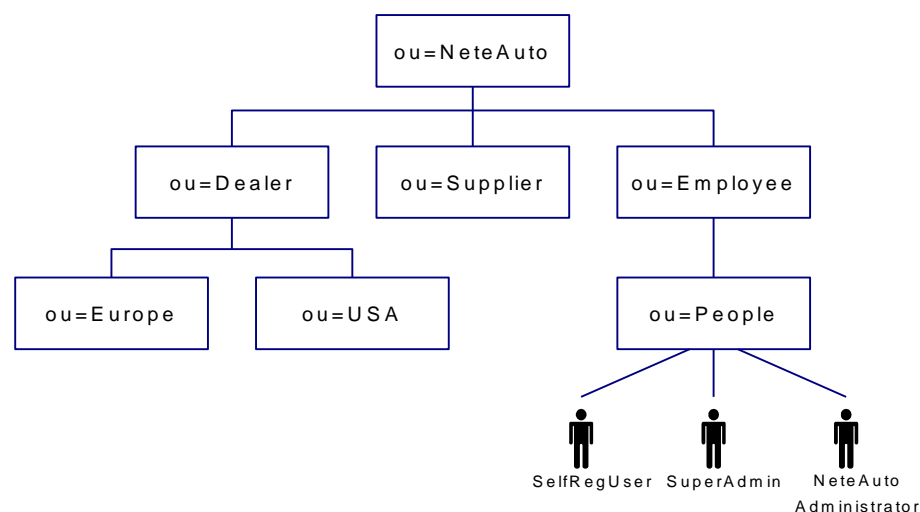 ou=NeteAuto
ou=Dealer
ou=Supplier
ou=Employee
ou=Europe
ou=USA
ou=People
SelfRegUser
SuperAdmin
NeteAuto
Administrator